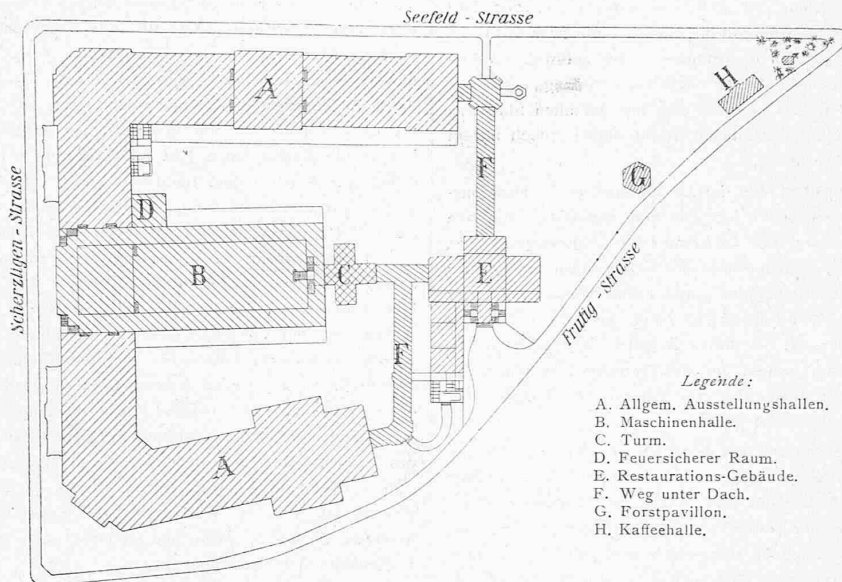 Seefeld - Strasse
A
H
F
G
D
Scherzligen - Strasse
B
C
E
Frutig - Strasse
F
A
Legende:
A. Allgem. Ausstellungshallen.
B. Maschinenhalle.
C. Turm.
D. Feuersicherer Raum.
E. Restaurations-Gebäude.
F. Weg unter Dach.
G. Forstpavillon.
H. Kaffeehalle.